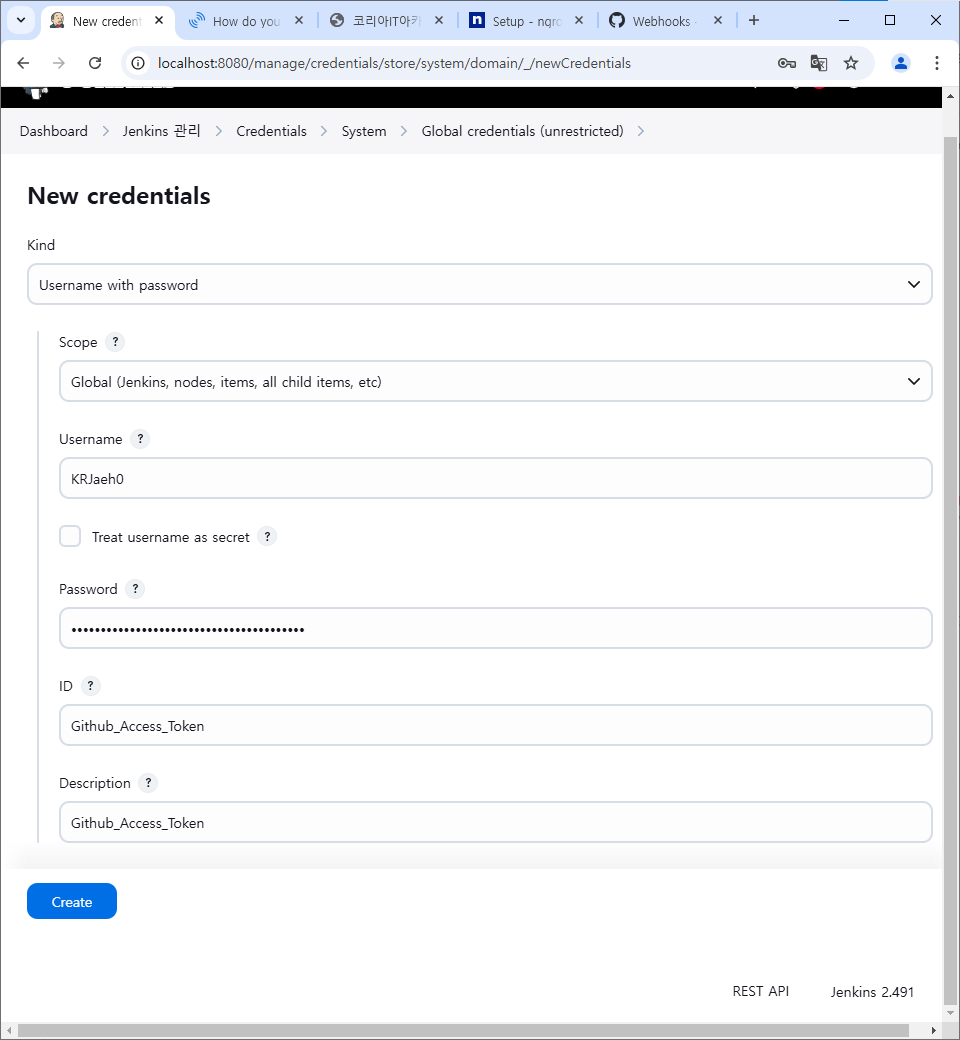 New credent
How do you
코리아IT아카
Setup - ngro
Webhooks
localhost:8080/manage/credentials/store/system/domain/_/newCredentials
Dashboard
Jenkins 관리
Credentials
System
Global credentials (unrestricted)
New credentials
Kind
Username with password
Scope ?
Global (Jenkins, nodes, items, all child items, etc)
Username ?
KRJaeh0
Treat username as secret ?
Password ?
••••••••••••••••••••••••••••••••••••••••
ID ?
Github_Access_Token
Description ?
Github_Access_Token
Create
REST API
Jenkins 2.491